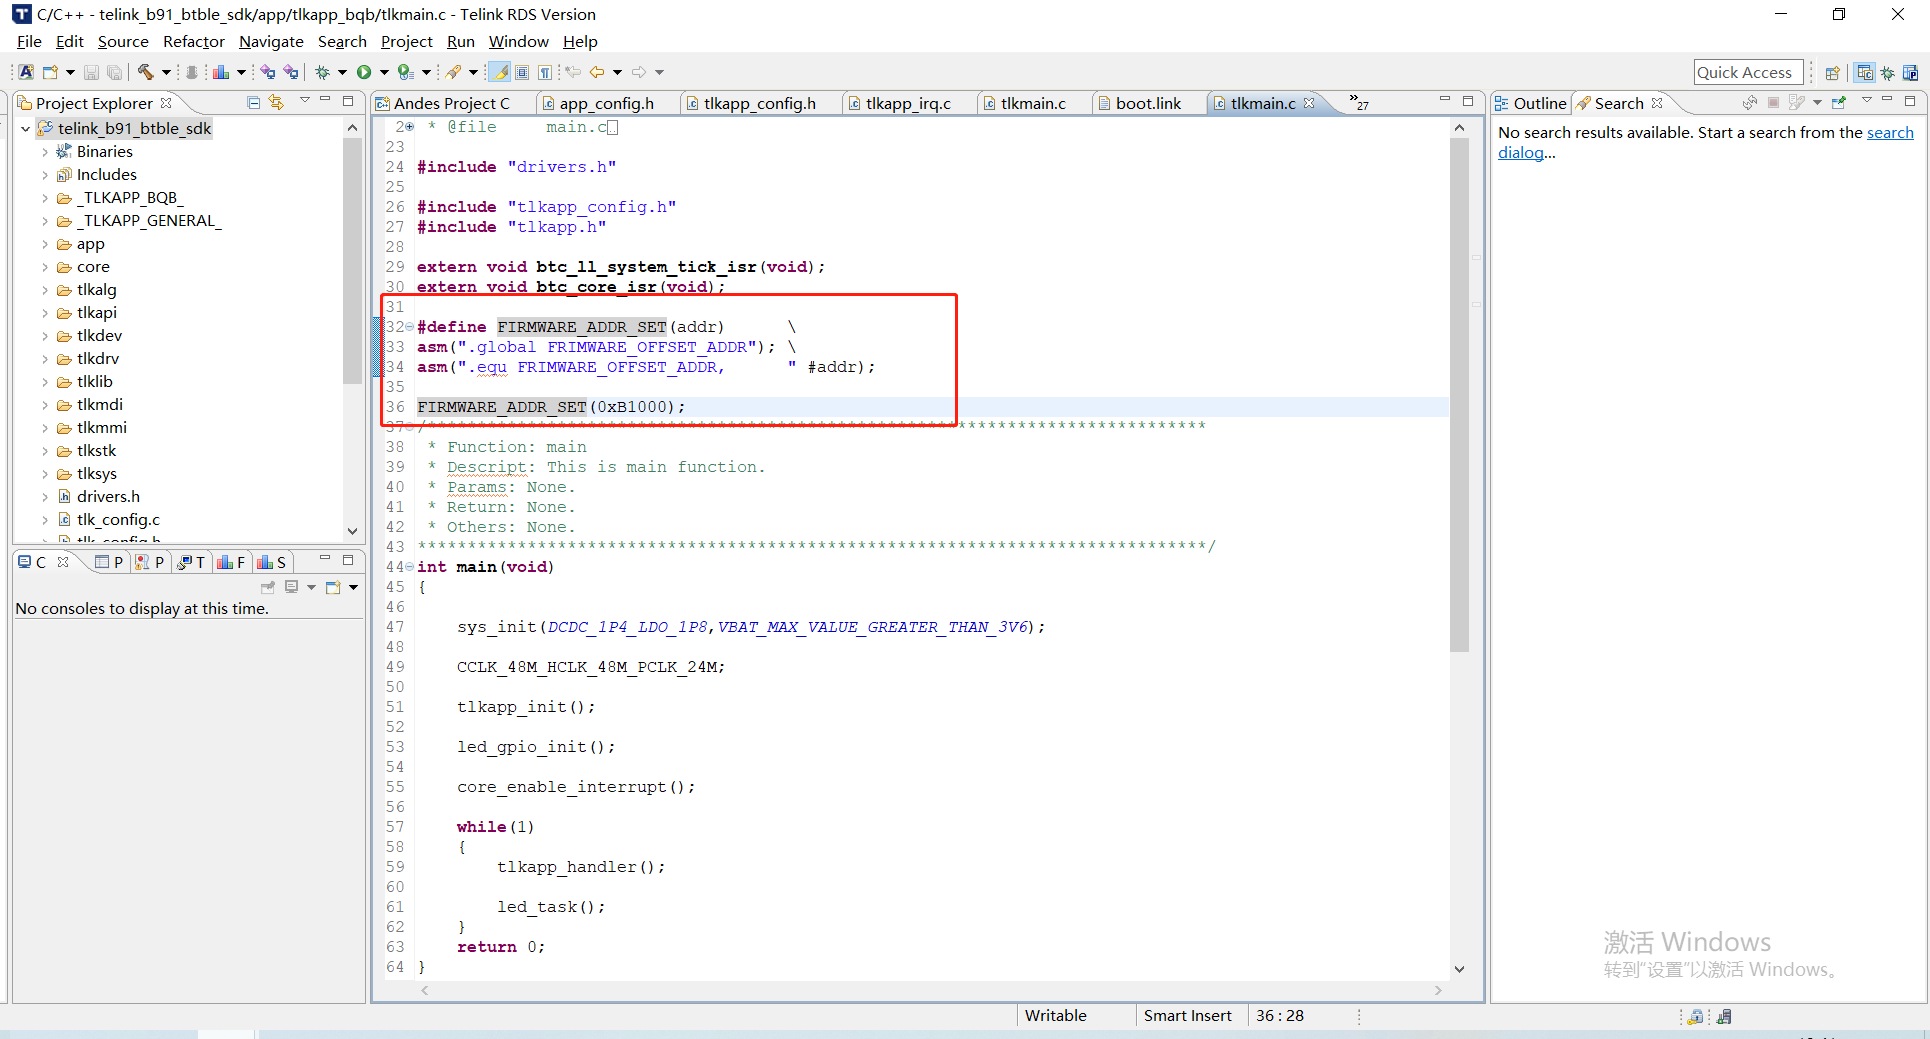 C/C++ - telink_b91_btble_sdk/app/tlkapp_bqb/tlkmain.c - Telink RDS Version
File Edit Source Refactor Navigate Search Project Run Window Help
Quick Access
Project Explorer
telink_b91_btble_sdk
Binaries
Includes
_TLKAPP_BQB_
_TLKAPP_GENERAL_
app
core
tlkalg
tlkapi
tlkdev
tlkdrv
tlklib
tlkmdi
tlkmmi
tlkstk
tlksys
drivers.h
tlk_config.c
tlk_config.h
C P P T F S
No consoles to display at this time.
Andes Project C app_config.h tlkapp_config.h tlkapp_irq.c tlkmain.c boot.link tlkmain.c »27
2 * @file main.c
23
24 #include "drivers.h"
25
26 #include "tlkapp_config.h"
27 #include "tlkapp.h"
28
29 extern void btc_ll_system_tick_isr(void);
30 extern void btc_core_isr(void);
31
32 #define FIRMWARE_ADDR_SET(addr) \
33 asm(".global FRIMWARE_OFFSET_ADDR"); \
34 asm(".equ FRIMWARE_OFFSET_ADDR, " #addr);
35
36 FIRMWARE_ADDR_SET(0xB1000);
37 /*******************************************************************************
38 * Function: main
39 * Descript: This is main function.
40 * Params: None.
41 * Return: None.
42 * Others: None.
43 *******************************************************************************/
44 int main(void)
45 {
46
47 sys_init(DCDC_1P4_LDO_1P8,VBAT_MAX_VALUE_GREATER_THAN_3V6);
48
49 CCLK_48M_HCLK_48M_PCLK_24M;
50
51 tlkapp_init();
52
53 led_gpio_init();
54
55 core_enable_interrupt();
56
57 while(1)
58 {
59 tlkapp_handler();
60
61 led_task();
62 }
63 return 0;
64 }
Outline Search
No search results available. Start a search from the search
dialog...
激活 Windows
转到"设置"以激活 Windows。
Writable Smart Insert 36 : 28